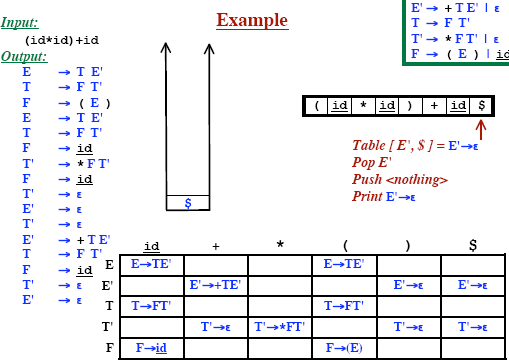 Example
Input:
(id*id)+id
Output:
E → T E'
T → F T'
F → ( E )
E → T E'
T → F T'
F → id
T' → * F T'
F → id
T' → ε
E' → ε
T' → ε
E' → + T E'
T → F T'
F → id
T' → ε
E' → ε
$
E' → + T E' | ε
T → F T'
T' → * F T' | ε
F → ( E ) | id
( id * id ) + id $
Table [ E', $ ] = E'→ε
Pop E'
Push <nothing>
Print E'→ε
id + * ( ) $
E E→TE' E→TE'
E' E'→+TE' E'→ε E'→ε
T T→FT' T→FT'
T' T'→ε T'→*FT' T'→ε T'→ε
F F→id F→(E)